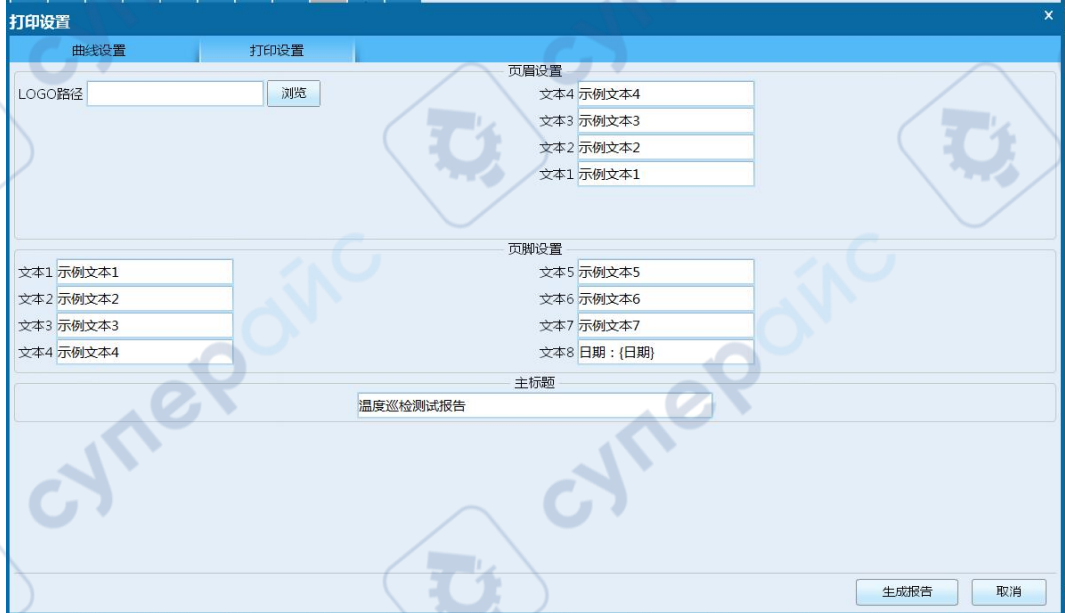 打印设置
x
曲线设置 打印设置
页眉设置
LOGO路径 浏览 文本4 示例文本4
文本3 示例文本3
文本2 示例文本2
文本1 示例文本1
页脚设置
文本1 示例文本1 文本5 示例文本5
文本2 示例文本2 文本6 示例文本6
文本3 示例文本3 文本7 示例文本7
文本4 示例文本4 文本8 日期：{日期}
主标题
温度巡检测试报告
生成报告 取消
суперайс
суперайс